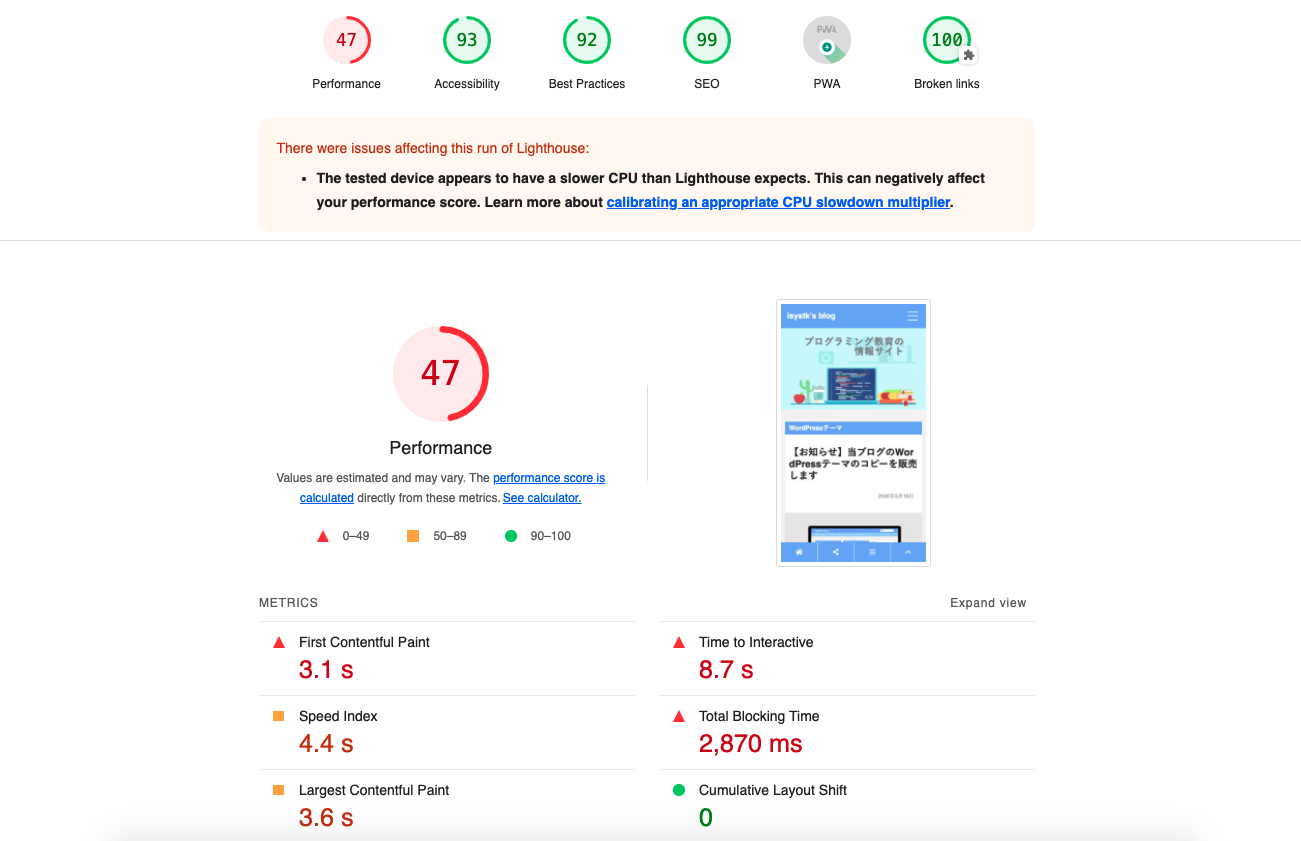 47
93
92
99
PWA
100
Performance
Accessibility
Best Practices
SEO
PWA
Broken links
There were issues affecting this run of Lighthouse:
The tested device appears to have a slower CPU than Lighthouse expects. This can negatively affect
your performance score. Learn more about calibrating an appropriate CPU slowdown multiplier.
47
Performance
Values are estimated and may vary. The performance score is
calculated directly from these metrics. See calculator.
0–49
50–89
90–100
isystk's blog
プログラミング教育の
情報サイト
WordPressテーマ
【お知らせ】当ブログのWor
dPressテーマのコピーを販売
します
METRICS
Expand view
First Contentful Paint
3.1 s
Time to Interactive
8.7 s
Speed Index
4.4 s
Total Blocking Time
2,870 ms
Largest Contentful Paint
3.6 s
Cumulative Layout Shift
0